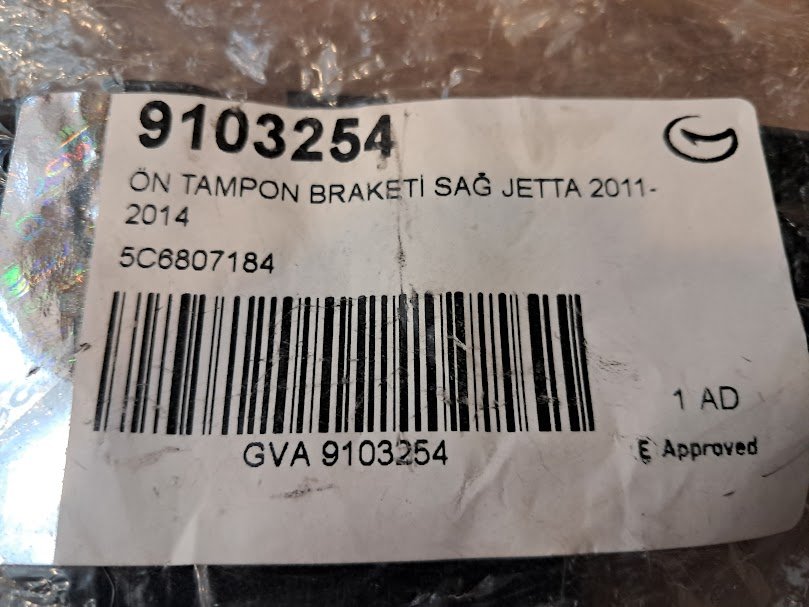 9103254
ÖN TAMPON BRAKETİ SAĞ JETTA 2011-
2014
5C6807184
GVA 9103254
1 AD
E Approved